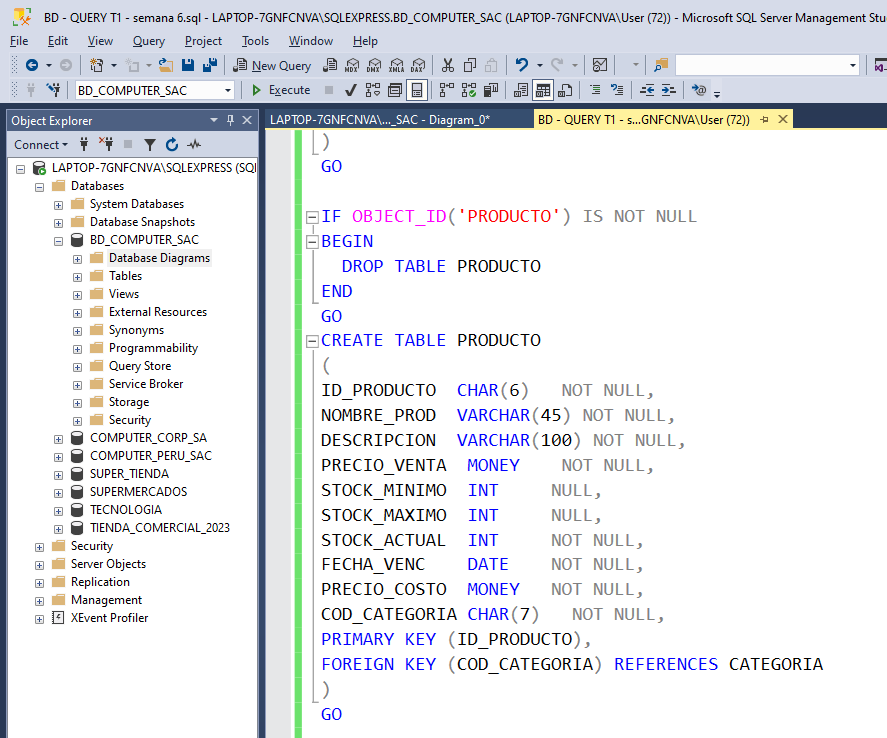 BD - QUERY T1 - semana 6.sql - LAPTOP-7GNFCNVA\SQLEXPRESS.BD_COMPUTER_SAC (LAPTOP-7GNFCNVA\User (72)) - Microsoft SQL Server Management Stu
File Edit View Query Project Tools Window Help
New Query MDX DMX XMLA DAX
BD_COMPUTER_SAC Execute
Object Explorer
Connect
LAPTOP-7GNFCNVA\SQLEXPRESS (SQl
Databases
System Databases
Database Snapshots
BD_COMPUTER_SAC
Database Diagrams
Tables
Views
External Resources
Synonyms
Programmability
Query Store
Service Broker
Storage
Security
COMPUTER_CORP_SA
COMPUTER_PERU_SAC
SUPER_TIENDA
SUPERMERCADOS
TECNOLOGIA
TIENDA_COMERCIAL_2023
Security
Server Objects
Replication
Management
XEvent Profiler
LAPTOP-7GNFCNVA\..._SAC - Diagram_0*
BD - QUERY T1 - s...GNFCNVA\User (72))
)
GO
IF OBJECT_ID('PRODUCTO') IS NOT NULL
BEGIN
DROP TABLE PRODUCTO
END
GO
CREATE TABLE PRODUCTO
(
ID_PRODUCTO CHAR(6) NOT NULL,
NOMBRE_PROD VARCHAR(45) NOT NULL,
DESCRIPCION VARCHAR(100) NOT NULL,
PRECIO_VENTA MONEY NOT NULL,
STOCK_MINIMO INT NULL,
STOCK_MAXIMO INT NULL,
STOCK_ACTUAL INT NOT NULL,
FECHA_VENC DATE NOT NULL,
PRECIO_COSTO MONEY NOT NULL,
COD_CATEGORIA CHAR(7) NOT NULL,
PRIMARY KEY (ID_PRODUCTO),
FOREIGN KEY (COD_CATEGORIA) REFERENCES CATEGORIA
)
GO